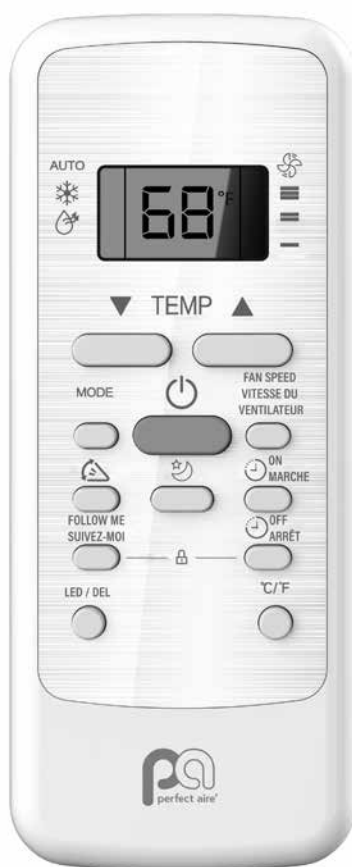 AUTO
68°F
▼ TEMP ▲
MODE
FAN SPEED
VITESSE DU
VENTILATEUR
ON
MARCHE
FOLLOW ME
SUIVEZ-MOI
OFF
ARRÊT
LED / DEL
°C/°F
pa
perfect aire®